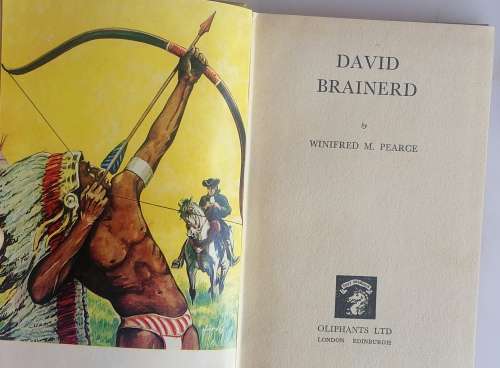 DAVID
BRAINERD
by
WINIFRED M. PEARCE
OLIPHANTS LTD
LONDON EDINBURGH